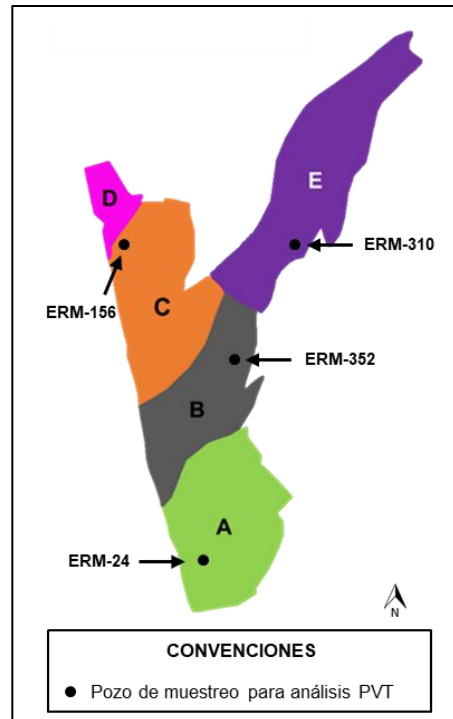 E
D
ERM-310
ERM-156
C
ERM-352
B
A
ERM-24
N
CONVENCIONES
Pozo de muestreo para análisis PVT